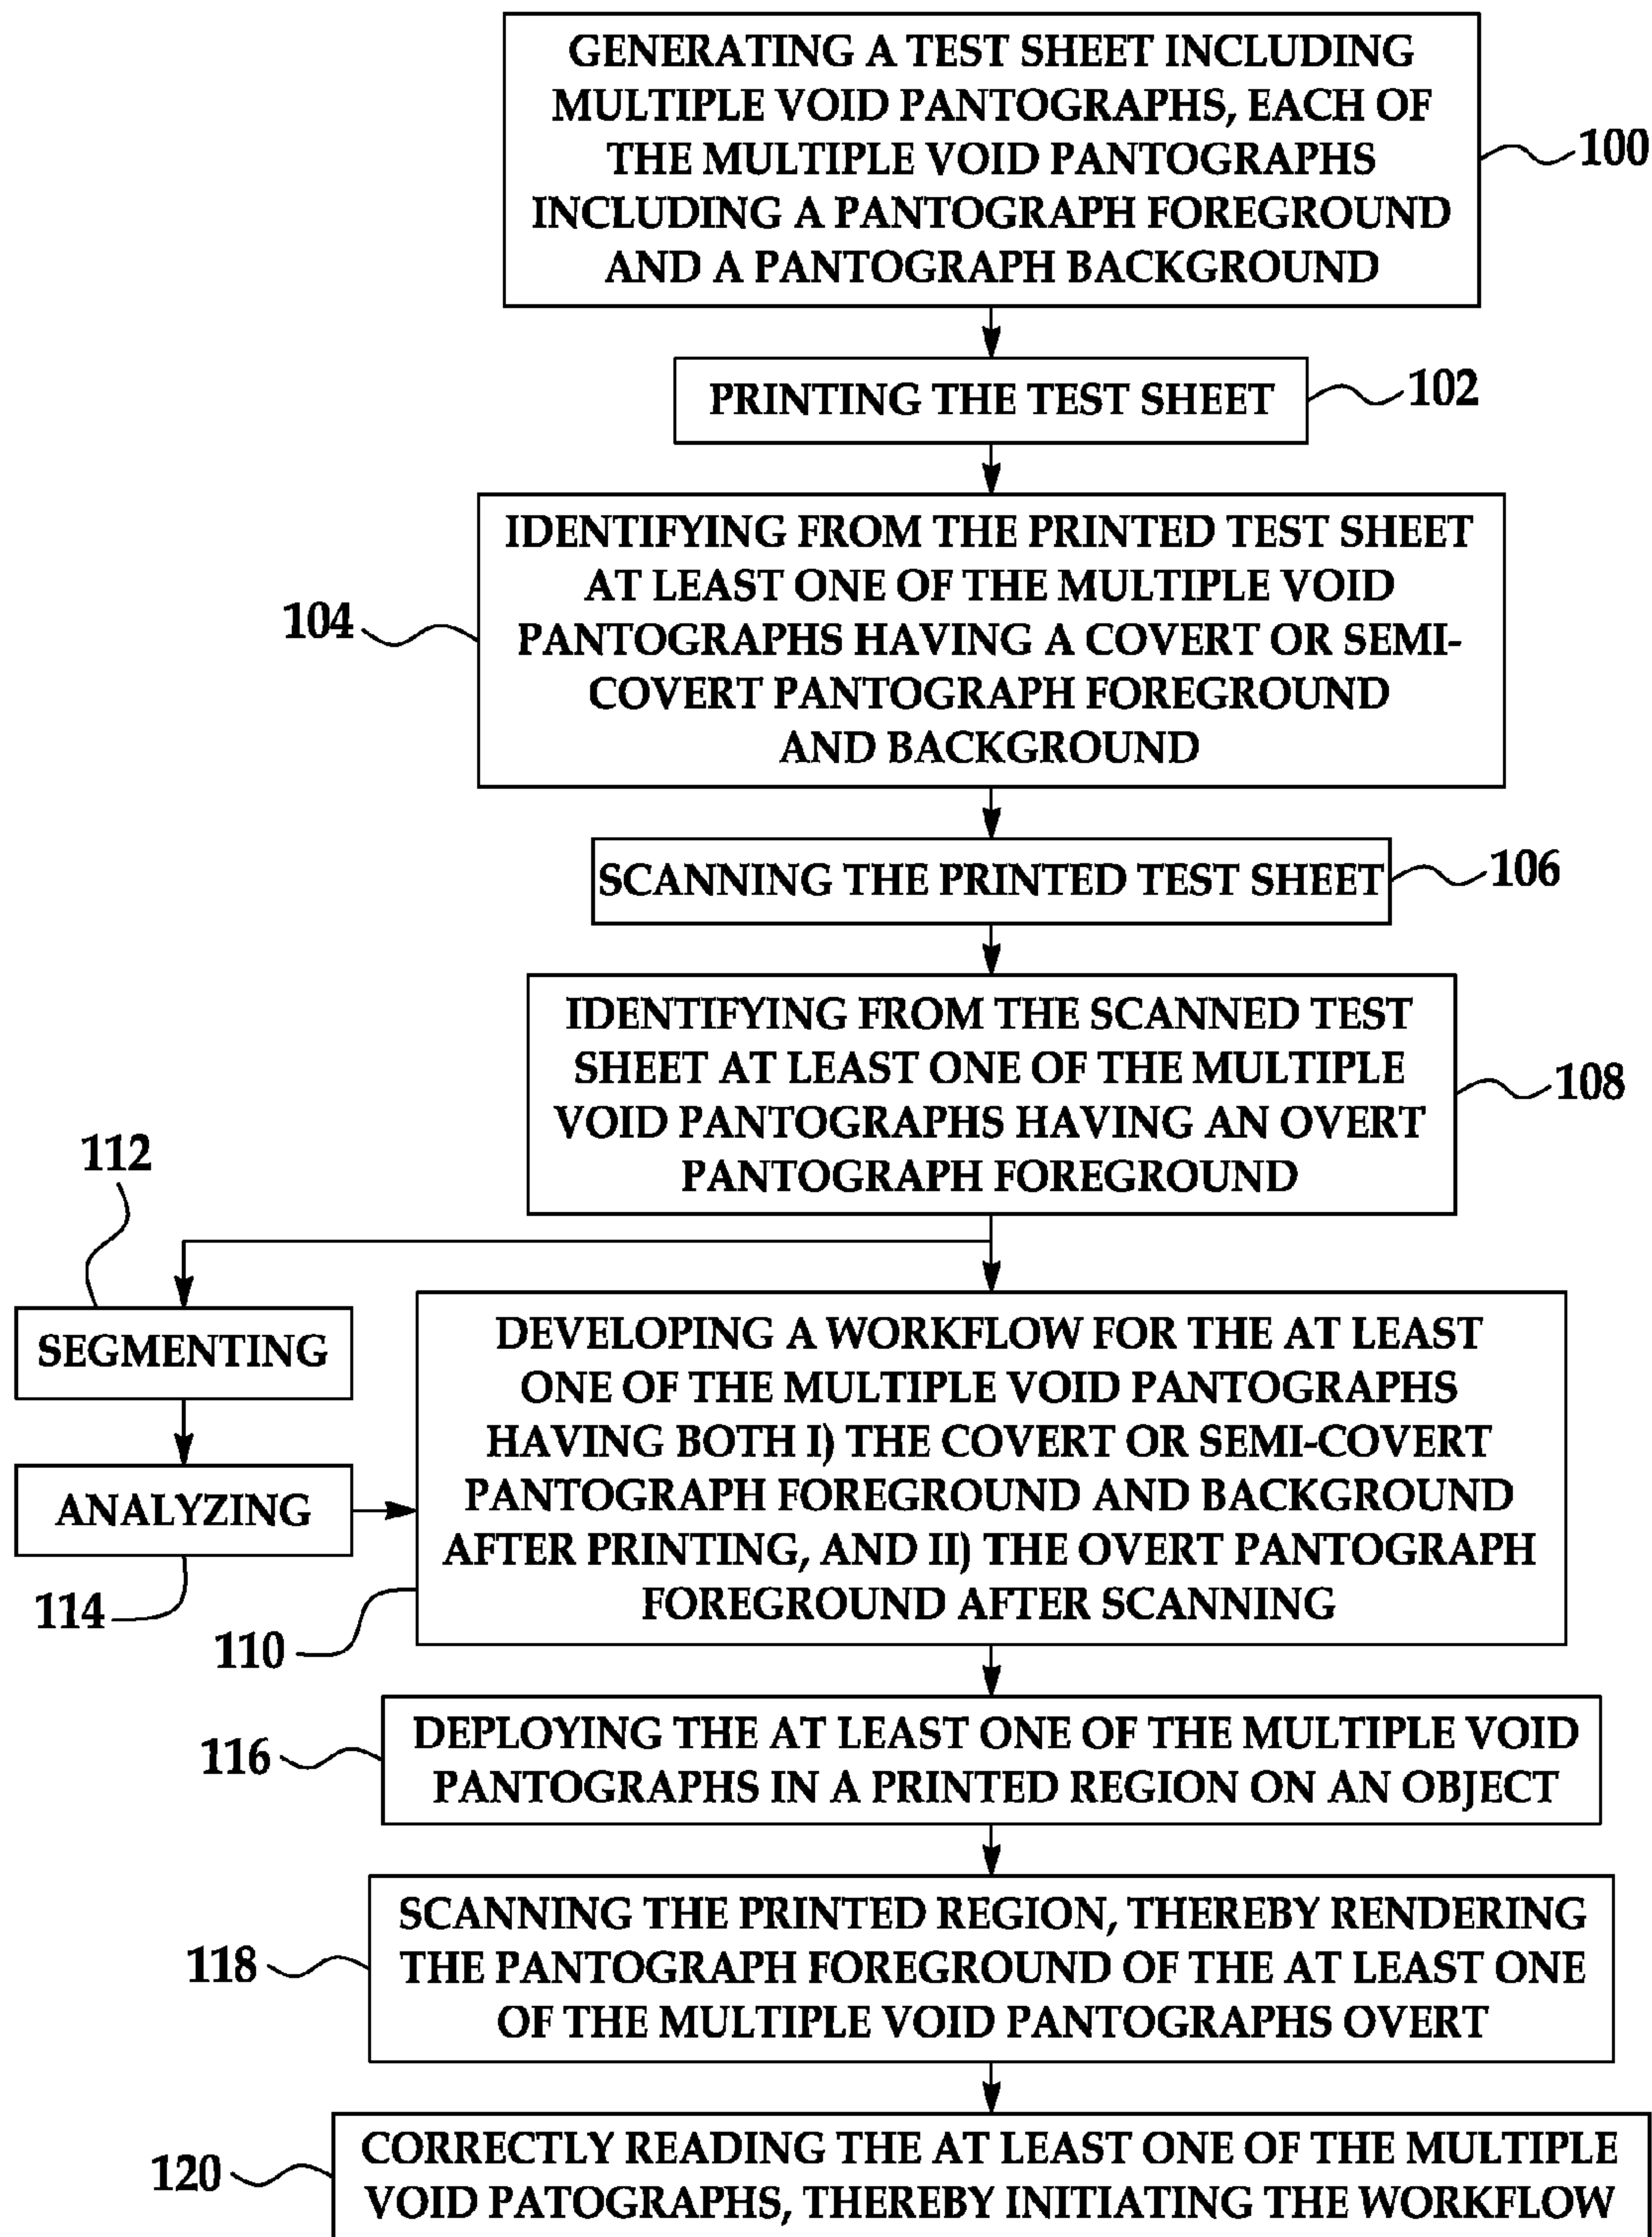 GENERATING A TEST SHEET INCLUDING
MULTIPLE VOID PANTOGRAPHS, EACH OF
THE MULTIPLE VOID PANTOGRAPHS
INCLUDING A PANTOGRAPH FOREGROUND
AND A PANTOGRAPH BACKGROUND
100
PRINTING THE TEST SHEET
102
IDENTIFYING FROM THE PRINTED TEST SHEET
AT LEAST ONE OF THE MULTIPLE VOID
PANTOGRAPHS HAVING A COVERT OR SEMI-
COVERT PANTOGRAPH FOREGROUND
AND BACKGROUND
104
SCANNING THE PRINTED TEST SHEET
106
IDENTIFYING FROM THE SCANNED TEST
SHEET AT LEAST ONE OF THE MULTIPLE
VOID PANTOGRAPHS HAVING AN OVERT
PANTOGRAPH FOREGROUND
108
112
SEGMENTING
ANALYZING
114
DEVELOPING A WORKFLOW FOR THE AT LEAST
ONE OF THE MULTIPLE VOID PANTOGRAPHS
HAVING BOTH I) THE COVERT OR SEMI-COVERT
PANTOGRAPH FOREGROUND AND BACKGROUND
AFTER PRINTING, AND II) THE OVERT PANTOGRAPH
FOREGROUND AFTER SCANNING
110
DEPLOYING THE AT LEAST ONE OF THE MULTIPLE VOID
PANTOGRAPHS IN A PRINTED REGION ON AN OBJECT
116
SCANNING THE PRINTED REGION, THEREBY RENDERING
THE PANTOGRAPH FOREGROUND OF THE AT LEAST ONE
OF THE MULTIPLE VOID PANTOGRAPHS OVERT
118
CORRECTLY READING THE AT LEAST ONE OF THE MULTIPLE
VOID PATOGRAPHS, THEREBY INITIATING THE WORKFLOW
120